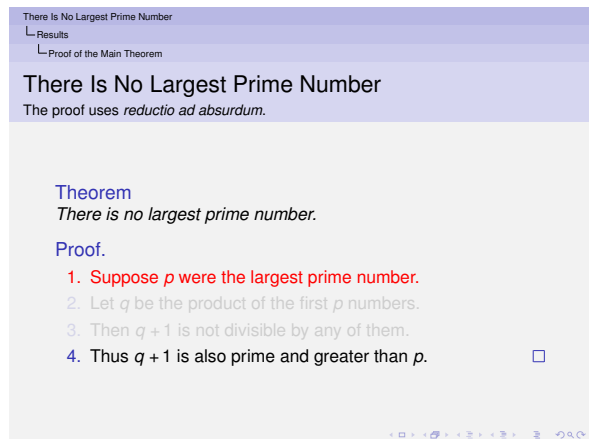 There Is No Largest Prime Number
Results
Proof of the Main Theorem
There Is No Largest Prime Number
The proof uses reductio ad absurdum.
Theorem
There is no largest prime number.
Proof.
1. Suppose p were the largest prime number.
2. Let q be the product of the first p numbers.
3. Then q + 1 is not divisible by any of them.
4. Thus q + 1 is also prime and greater than p.